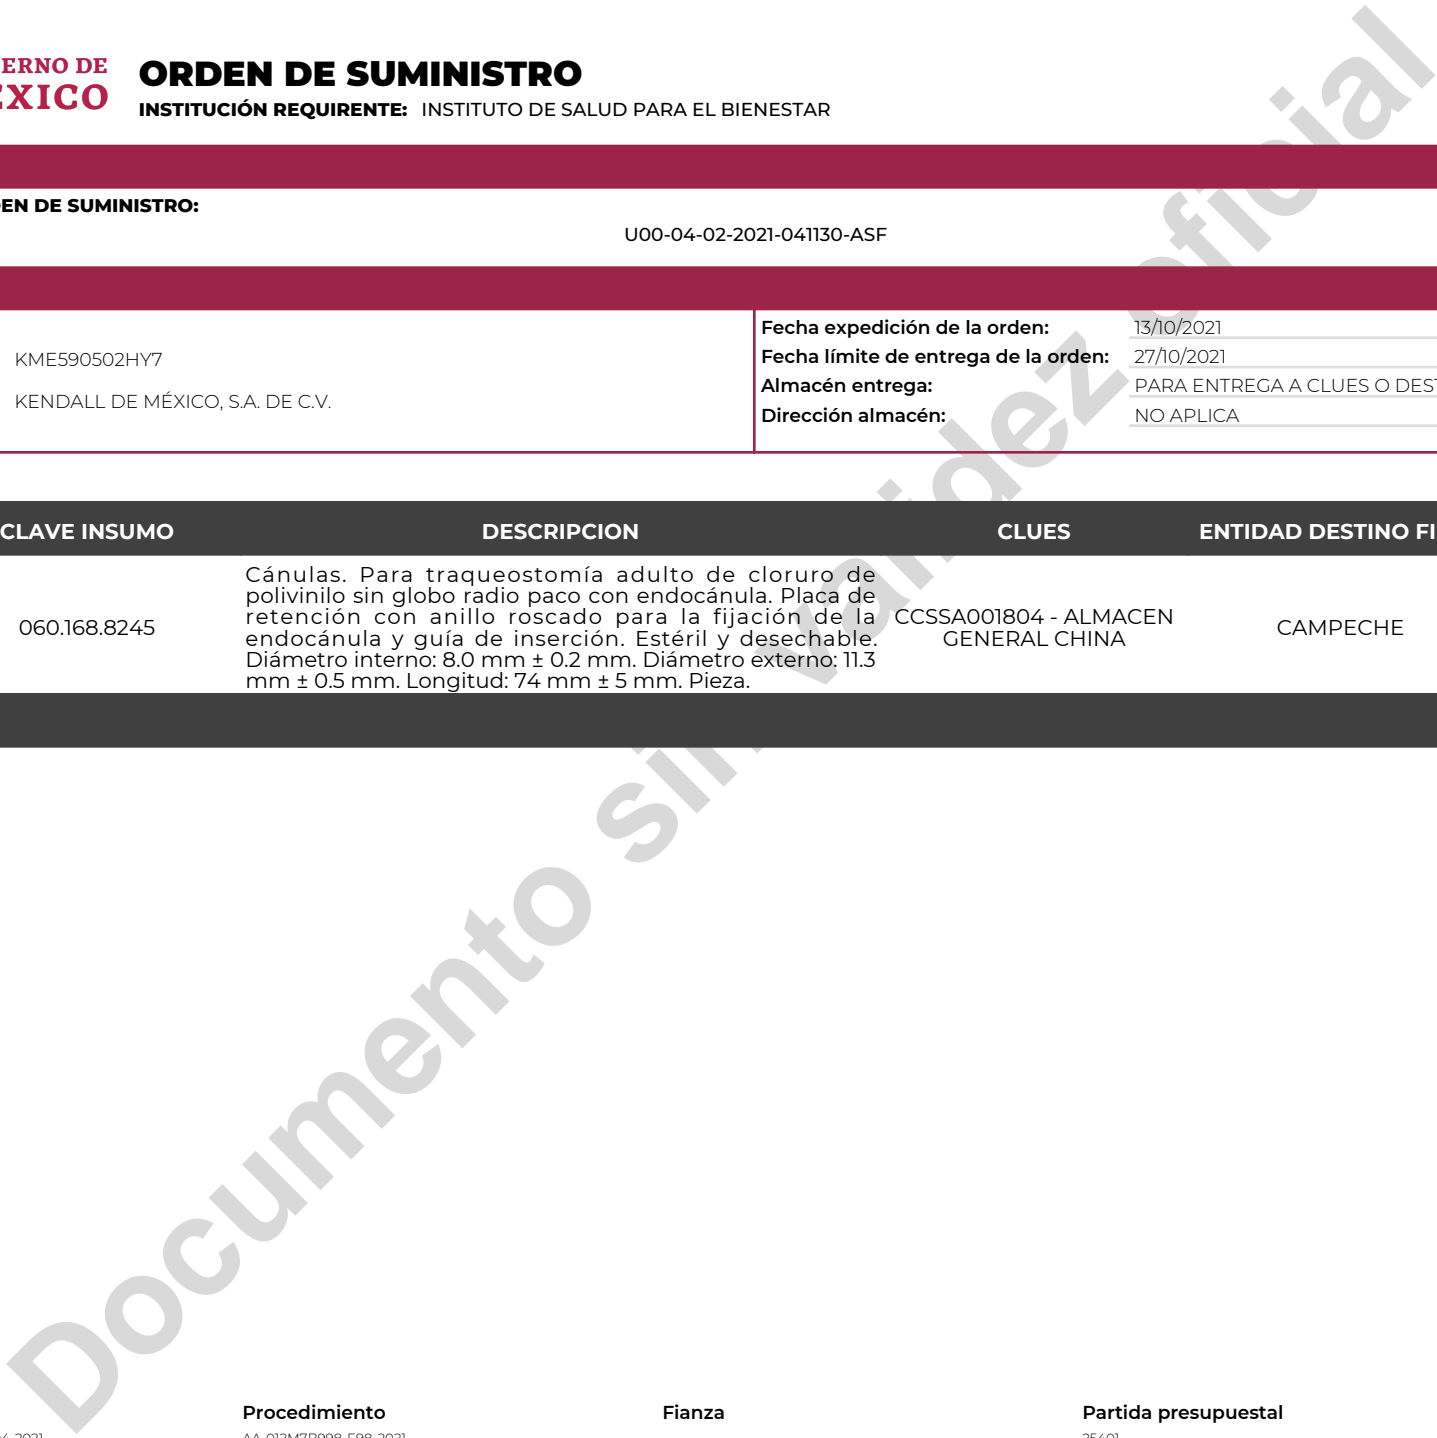 ERNO DE
EXICO
ORDEN DE SUMINISTRO
INSTITUCIÓN REQUIRENTE: INSTITUTO DE SALUD PARA EL BIENESTAR
EN DE SUMINISTRO:
U00-04-02-2021-041130-ASF
KME590502HY7
KENDALL DE MÉXICO, S.A. DE C.V.
Fecha expedición de la orden: 13/10/2021
Fecha límite de entrega de la orden: 27/10/2021
Almacén entrega: PARA ENTREGA A CLUES O DEST
Dirección almacén: NO APLICA
CLAVE INSUMO DESCRIPCION CLUES ENTIDAD DESTINO FI
060.168.8245
Cánulas. Para traqueostomía adulto de cloruro de
polivinilo sin globo radio paco con endocánula. Placa de
retención con anillo roscado para la fijación de la
endocánula y guía de inserción. Estéril y desechable.
Diámetro interno: 8.0 mm ± 0.2 mm. Diámetro externo: 11.3
mm ± 0.5 mm. Longitud: 74 mm ± 5 mm. Pieza.
CCSSA001804 - ALMACEN
GENERAL CHINA
CAMPECHE
Documento sin validez oficial
Procedimiento Fianza Partida presupuestal